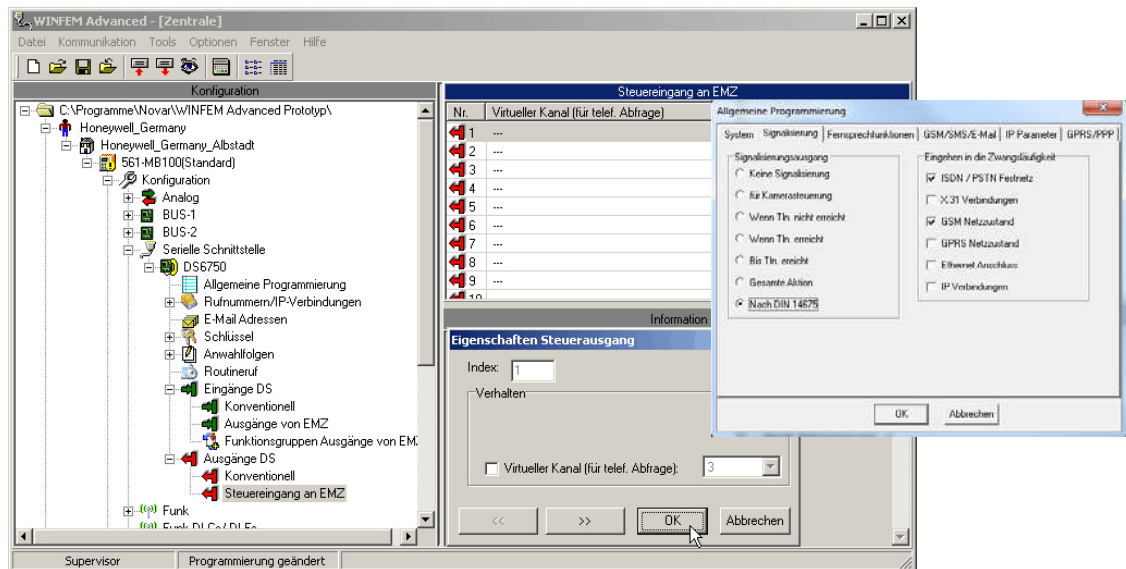 WINFEM Advanced - [Zentrale]
Datei Kommunikation Tools Optionen Fenster Hilfe
Konfiguration
C:\Programme\Novar\WINFEM Advanced Prototyp\
Honeywell_Germany
Honeywell_Germany_Albstadt
561-MB100(Standard)
Konfiguration
Analog
BUS-1
BUS-2
Serielle Schnittstelle
DS6750
Allgemeine Programmierung
Rufnummern/IP-Verbindungen
E-Mail Adressen
Schlüssel
Anwahlfolgen
Routineruf
Eingänge DS
Konventionell
Ausgänge von EMZ
Funktionsgruppen Ausgänge von EM
Ausgänge DS
Konventionell
Steuereingang an EMZ
Funk
Funk DLCs/ DLFs
Supervisor
Programmierung geändert
Steuereingang an EMZ
Nr. Virtueller Kanal (für telef. Abfrage)
1 ---
2 ---
3 ---
4 ---
5 ---
6 ---
7 ---
8 ---
9 ---
10
Information
Eigenschaften Steuerausgang
Index: 1
Verhalten
Virtueller Kanal (für telef. Abfrage): 3
<< >> OK Abbrechen
Allgemeine Programmierung
System Signalisierung Fernsprechfunktionen GSM/SMS/E-Mail IP Parameter GPRS/PPP
Signalisierungsausgang
Keine Signalisierung
für Kamerasteuerung
Wenn Tln. nicht erreicht
Wenn Tln. erreicht
Bis Tln. erreicht
Gesamte Aktion
Nach DIN 14675
Eingehen in die Zwangsläufigkeit
ISDN / PSTN Festnetz
X.31 Verbindungen
GSM Netzzustand
GPRS Netzzustand
Ethernet Anschluss
IP Verbindungen
OK Abbrechen